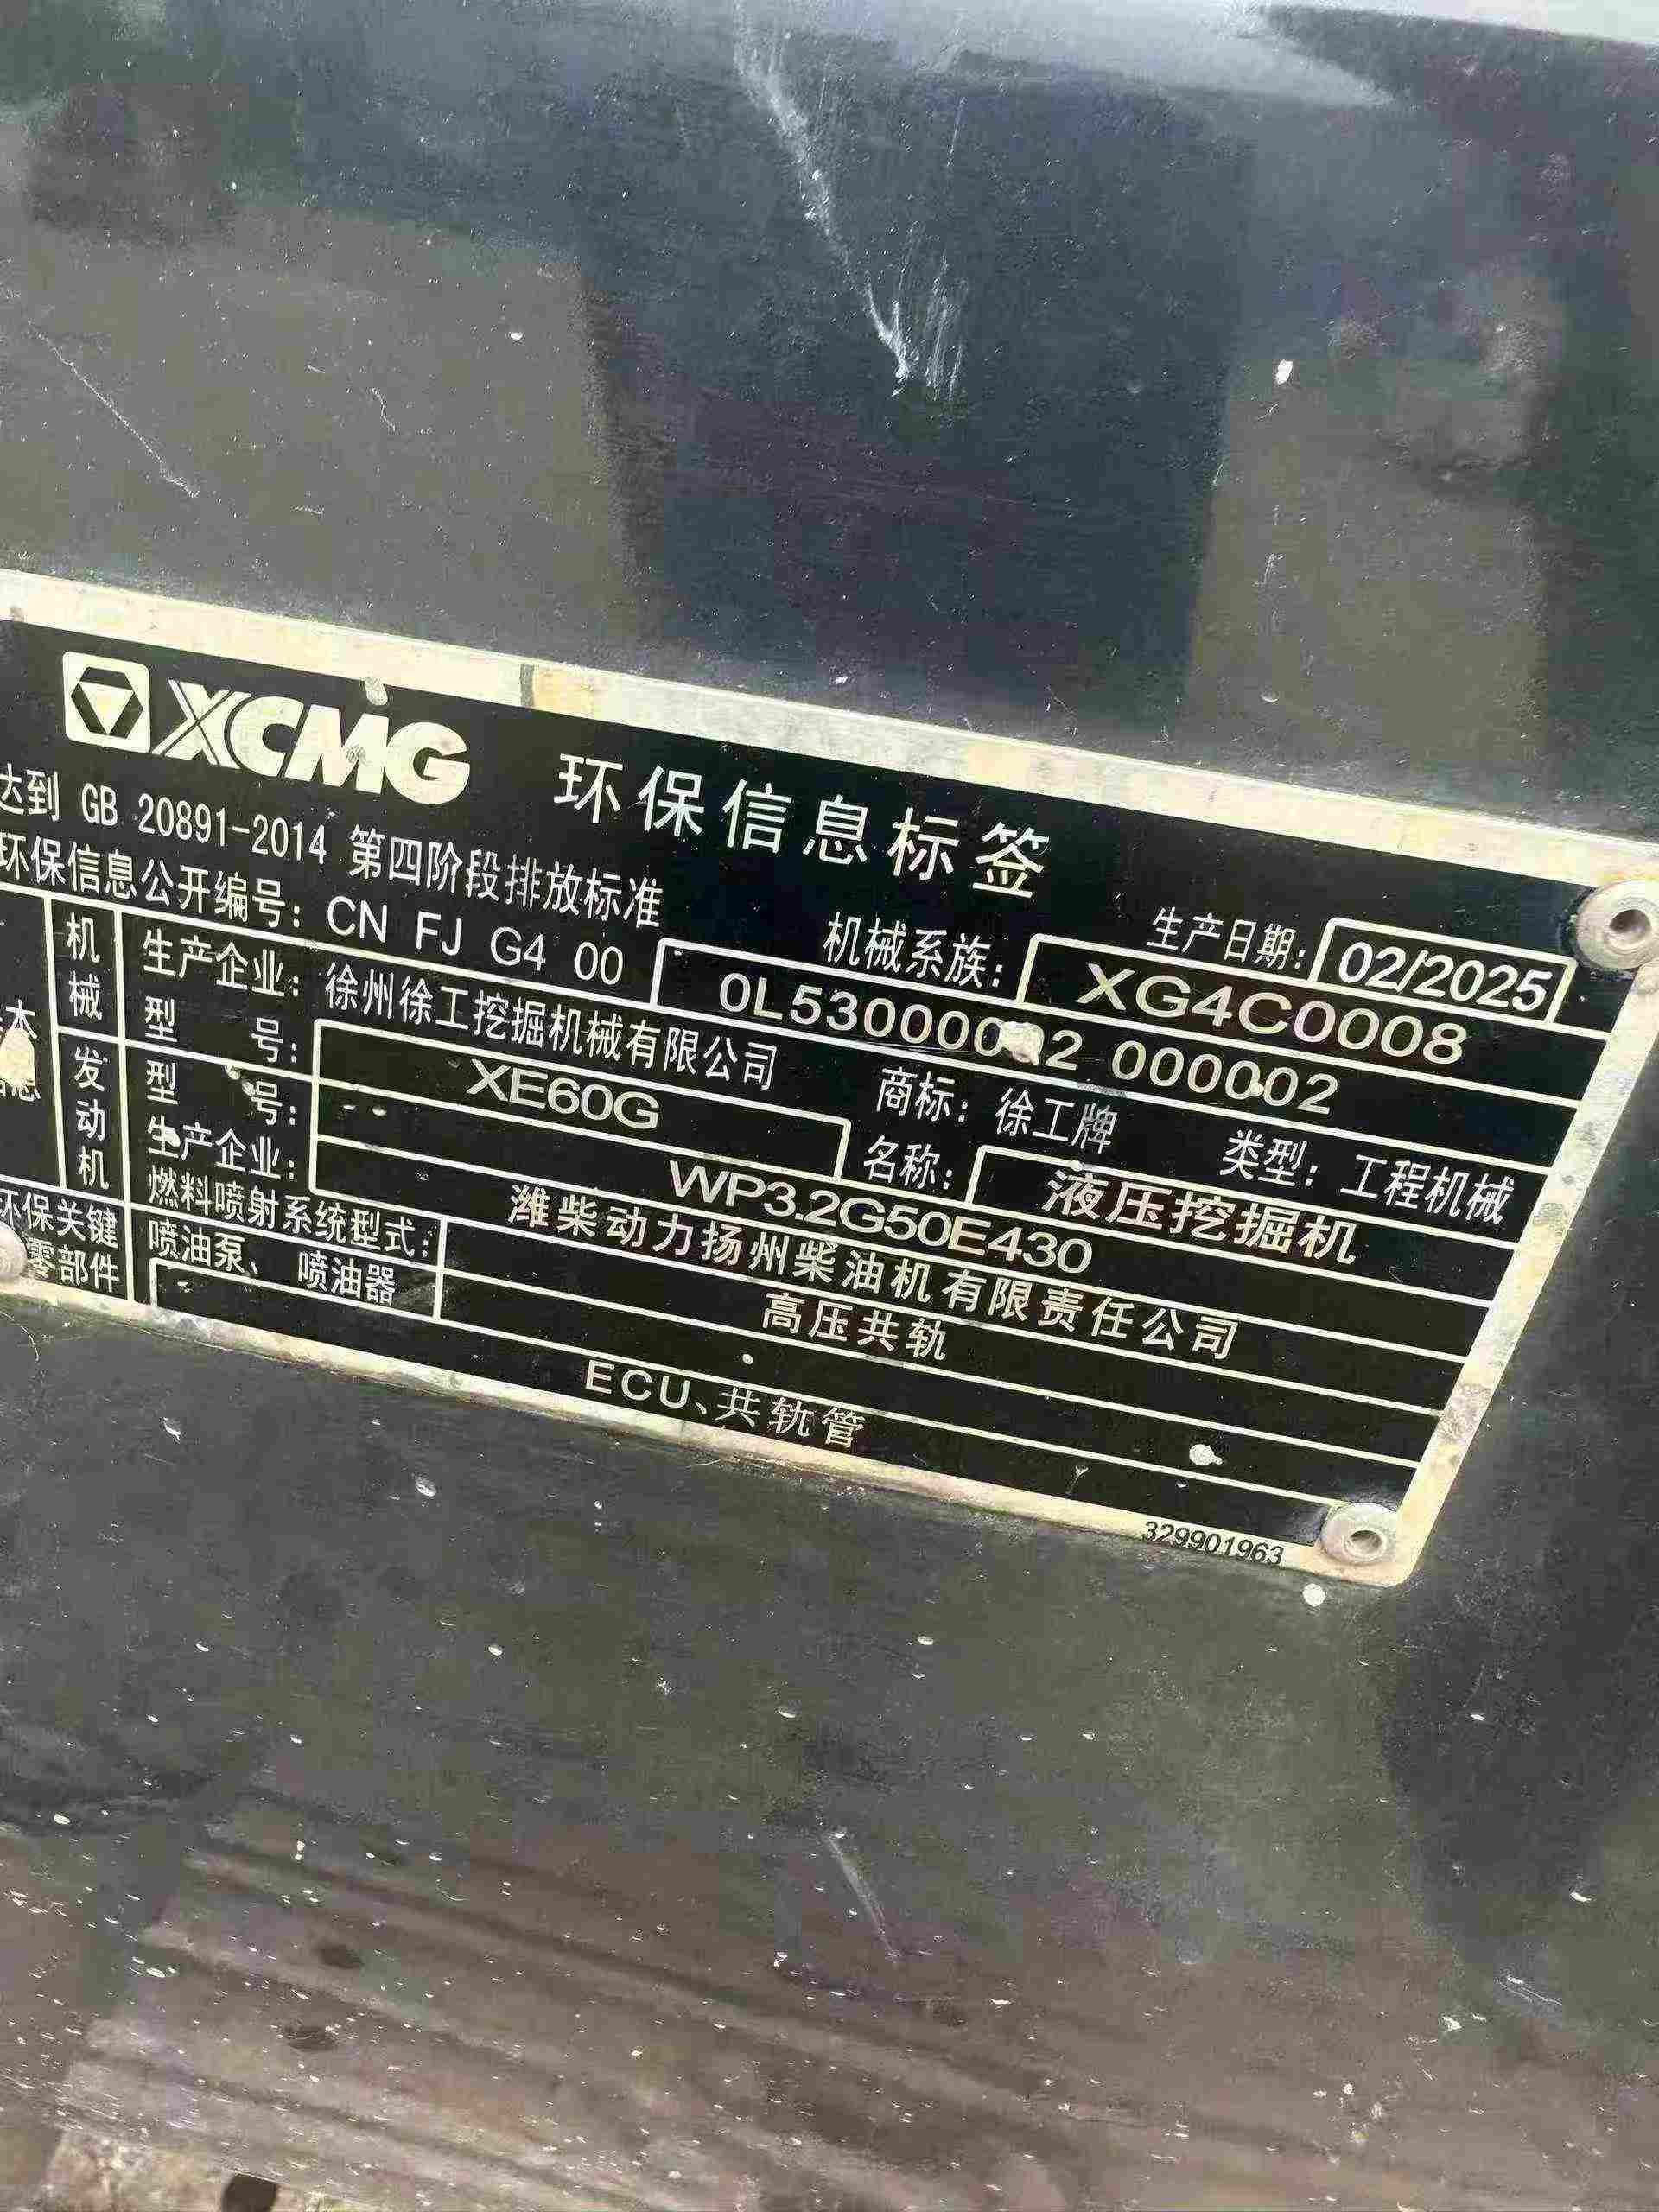 XCMG 环保信息标签
达到 GB 20891-2014 第四阶段排放标准 机械系族: XG4C0008 生产日期: 02/2025
环保信息公开编号: CN FJ G4 00 0L530000 2 000002
机械 生产企业: 徐州徐工挖掘机械有限公司 商标: 徐工牌 类型: 工程机械
型 号: XE60G 名称: 液压挖掘机
发动机 型 号: WP3.2G50E430
生产企业: 潍柴动力扬州柴油机有限责任公司
环保关键零部件 燃料喷射系统型式: 高压共轨
喷油泵、喷油器
ECU、共轨管
329901963